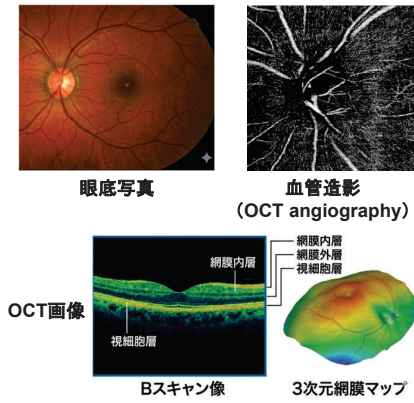 眼底写真
血管造影
（OCT angiography）
OCT画像
網膜内層
視細胞層
網膜内層
網膜外層
視細胞層
Bスキャン像
3次元網膜マップ